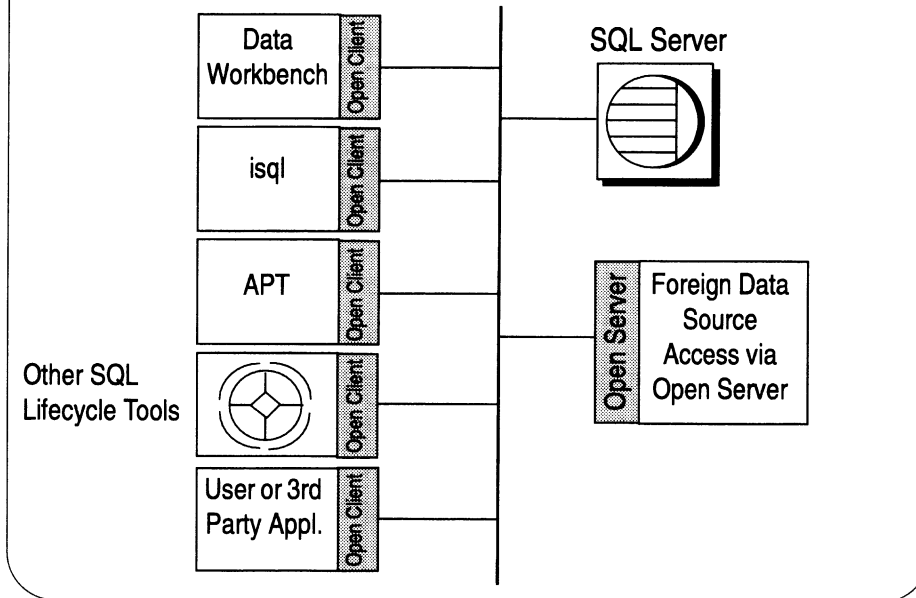 Data
Workbench
Open Client
isql
Open Client
APT
Open Client
Other SQL
Lifecycle Tools
Open Client
User or 3rd
Party Appl.
Open Client
SQL Server
Open Server
Foreign Data
Source
Access via
Open Server